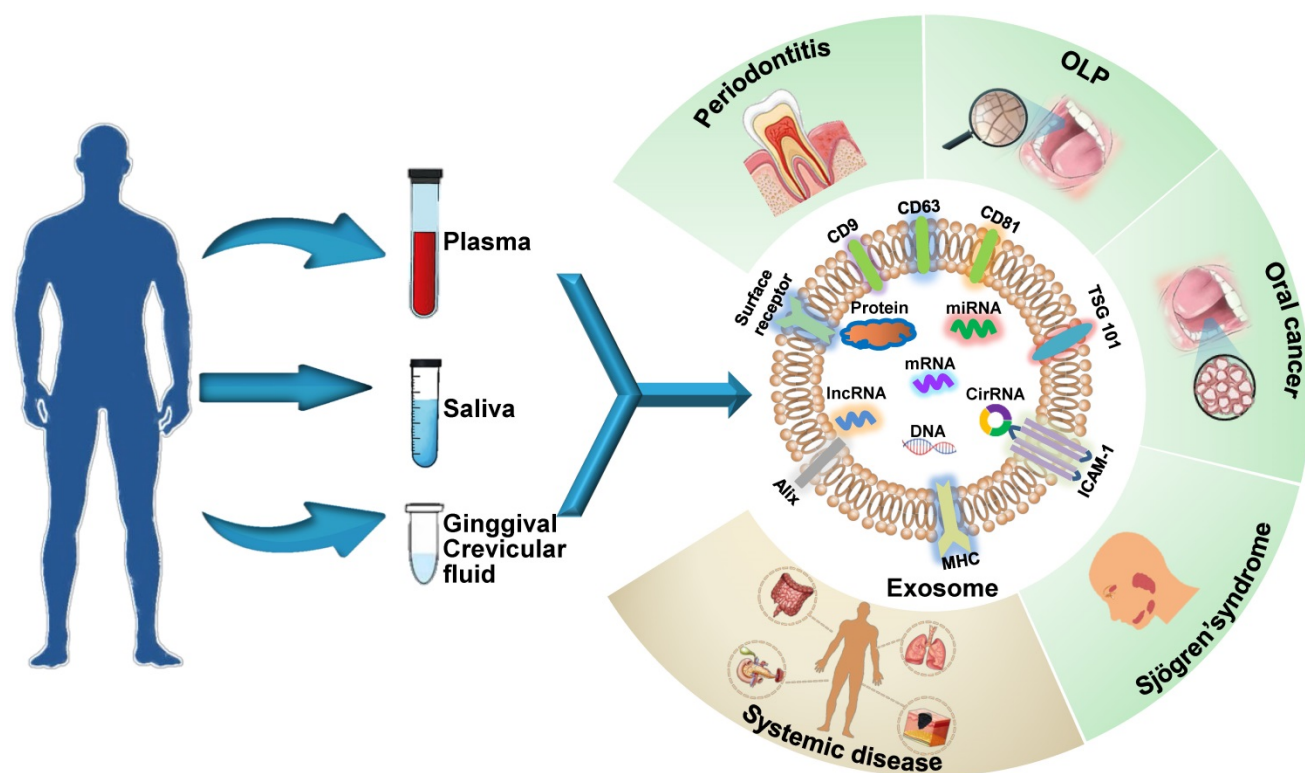 Plasma
Saliva
Ginggival
Crevicular
fluid
Periodontitis
OLP
Oral cancer
Sjögren'syndrome
Systemic disease
CD9
CD63
CD81
TSG 101
Surface
receptor
Protein
miRNA
mRNA
lncRNA
CirRNA
DNA
Alix
ICAM-1
MHC
Exosome